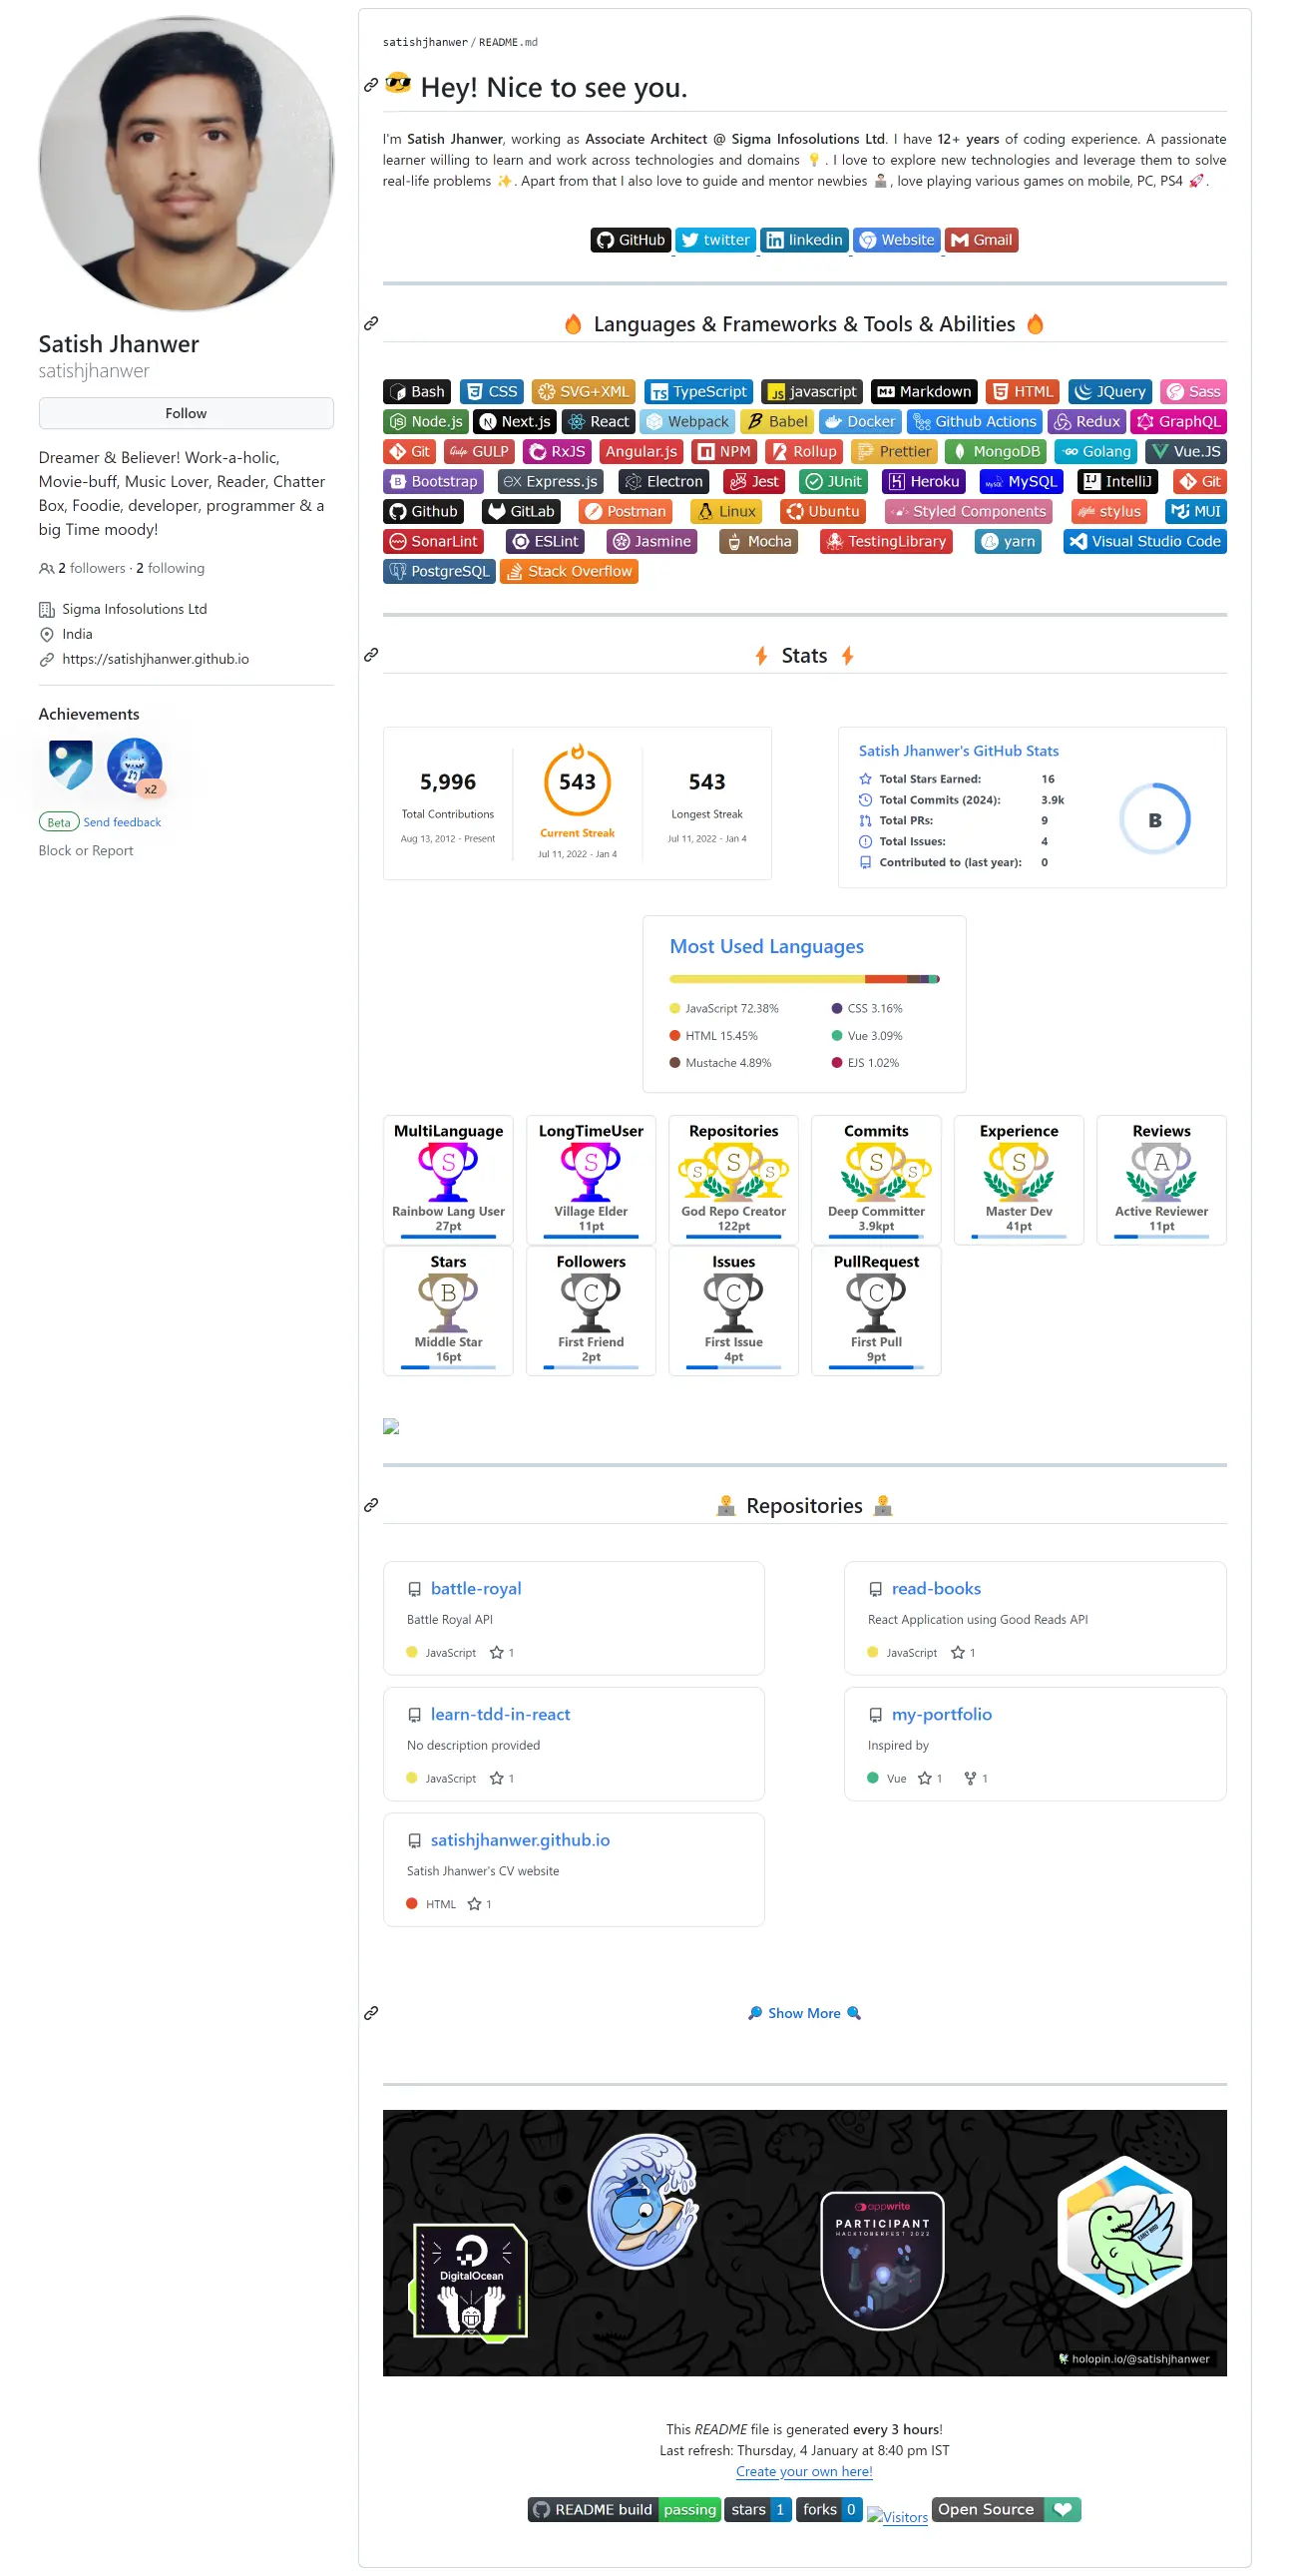 Satish Jhanwer
satishjhanwer
Follow
Dreamer & Believer! Work-a-holic,
Movie-buff, Music Lover, Reader, Chatter
Box, Foodie, developer, programmer & a
big Time moody!
2 followers · 2 following
Sigma Infosolutions Ltd
India
https://satishjhanwer.github.io
Achievements
x2
Beta Send feedback
Block or Report
satishjhanwer/README.md
😎 Hey! Nice to see you.
I'm Satish Jhanwer, working as Associate Architect @ Sigma Infosolutions Ltd. I have 12+ years of coding experience. A passionate
learner willing to learn and work across technologies and domains 💡. I love to explore new technologies and leverage them to solve
real-life problems ✨. Apart from that I also love to guide and mentor newbies 👨‍💻, love playing various games on mobile, PC, PS4 🚀.
GitHub twitter linkedin Website Gmail
🔥 Languages & Frameworks & Tools & Abilities 🔥
Bash CSS SVG+XML TypeScript javascript Markdown HTML JQuery Sass
Node.js Next.js React Webpack Babel Docker Github Actions Redux GraphQL
Git GULP RxJS Angular.js NPM Rollup Prettier MongoDB Golang Vue.JS
Bootstrap Express.js Electron Jest JUnit Heroku MySQL IntelliJ Git
Github GitLab Postman Linux Ubuntu Styled Components stylus MUI
SonarLint ESLint Jasmine Mocha TestingLibrary yarn Visual Studio Code
PostgreSQL Stack Overflow
⚡ Stats ⚡
5,996
Total Contributions
Aug 13, 2012 - Present
543
Current Streak
Jul 11, 2022 - Jan 4
543
Longest Streak
Jul 11, 2022 - Jan 4
Satish Jhanwer's GitHub Stats
Total Stars Earned: 16
Total Commits (2024): 3.9k
Total PRs: 9
Total Issues: 4
Contributed to (last year): 0
B
Most Used Languages
JavaScript 72.38% CSS 3.16%
HTML 15.45% Vue 3.09%
Mustache 4.89% EJS 1.02%
MultiLanguage LongTimeUser Repositories Commits Experience Reviews
S S S S S S S S A
Rainbow Lang User Village Elder God Repo Creator Deep Committer Master Dev Active Reviewer
27pt 11pt 122pt 3.9kpt 41pt 11pt
Stars Followers Issues PullRequest
B C C C
Middle Star First Friend First Issue First Pull
16pt 2pt 4pt 9pt
👨‍💻 Repositories 👨‍💻
battle-royal
Battle Royal API
JavaScript 1
read-books
React Application using Good Reads API
JavaScript 1
learn-tdd-in-react
No description provided
JavaScript 1
my-portfolio
Inspired by
Vue 1 1
satishjhanwer.github.io
Satish Jhanwer's CV website
HTML 1
🔎 Show More 🔍
DigitalOcean
appwrite
PARTICIPANT
HACKTOBERFEST 2022
EARLY BIRD
holopin.io/@satishjhanwer
This README file is generated every 3 hours!
Last refresh: Thursday, 4 January at 8:40 pm IST
Create your own here!
README build passing stars 1 forks 0 Visitors Open Source ❤